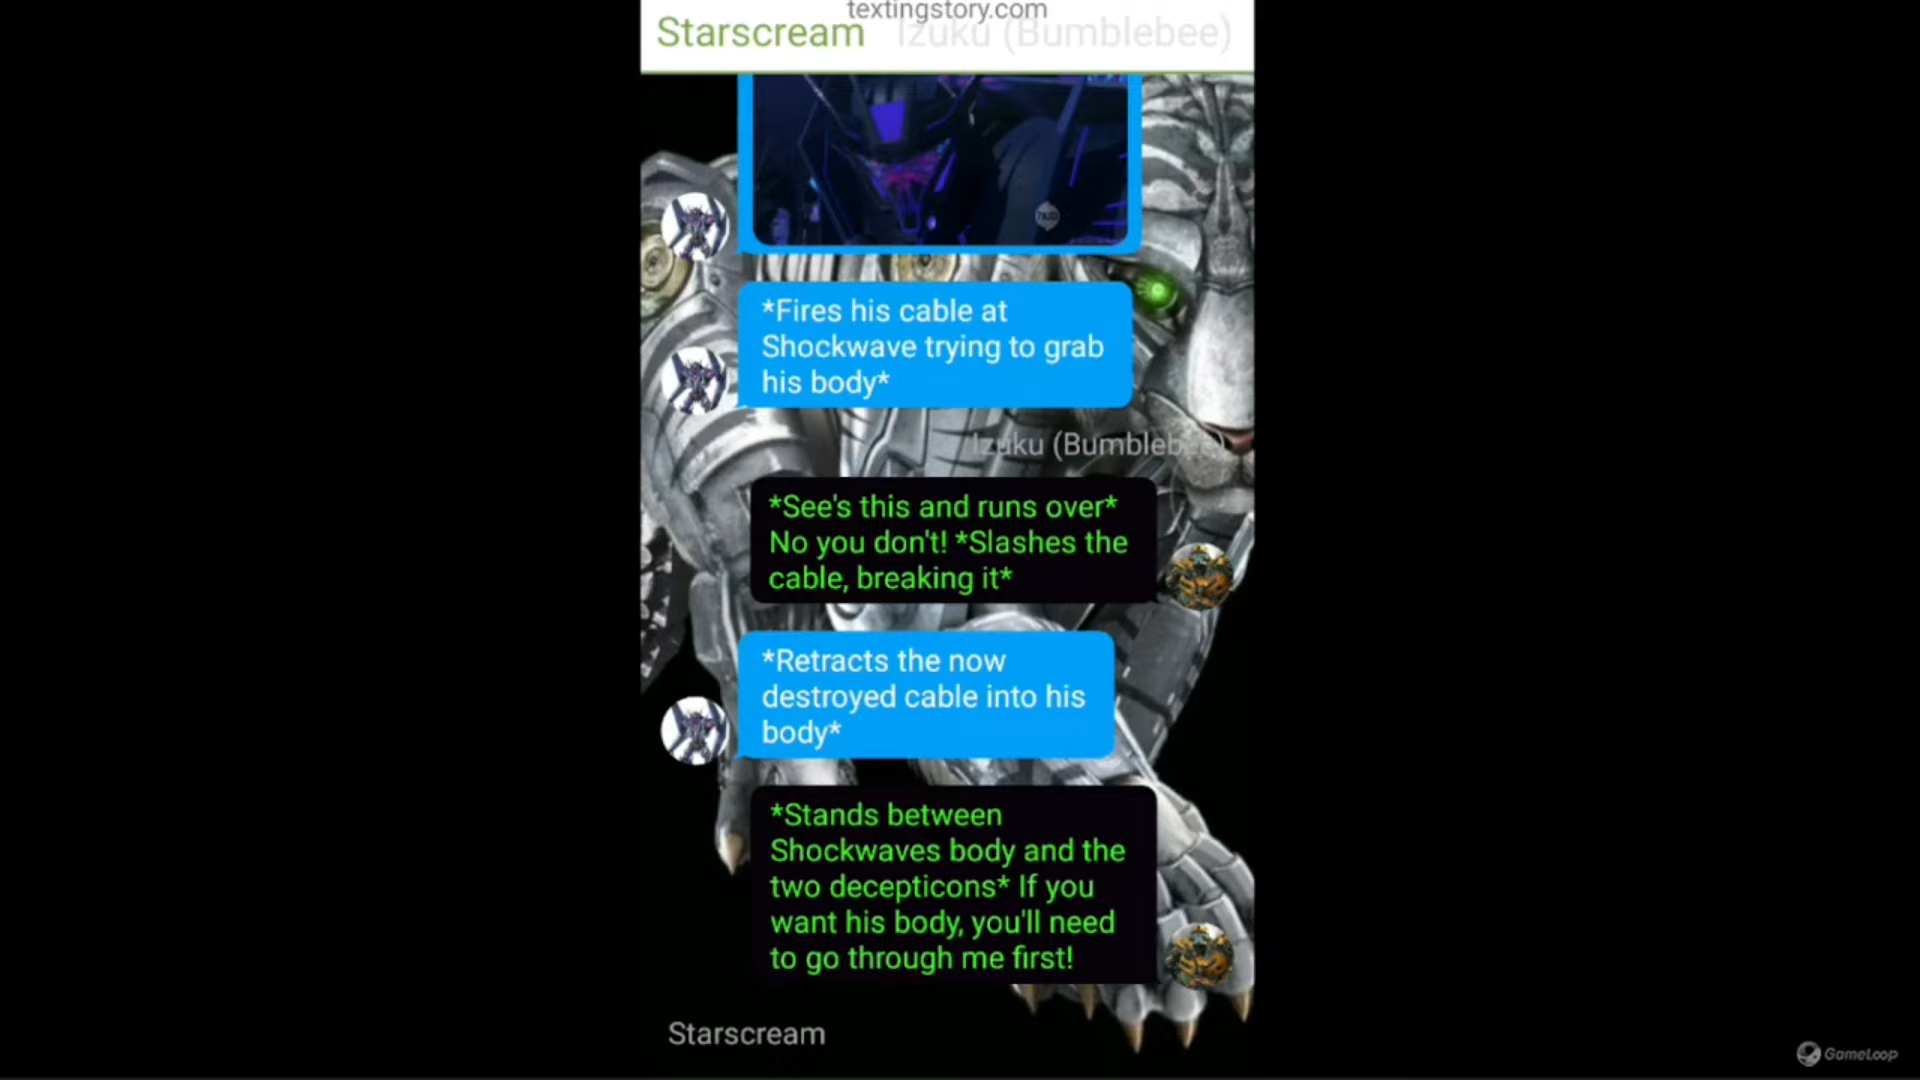 textingstory.com
Starscream Izuku (Bumblebee)
hub
*Fires his cable at
Shockwave trying to grab
his body*
Izuku (Bumblebee)
*See's this and runs over*
No you don't! *Slashes the
cable, breaking it*
*Retracts the now
destroyed cable into his
body*
*Stands between
Shockwaves body and the
two decepticons* If you
want his body, you'll need
to go through me first!
Starscream
GameLoop